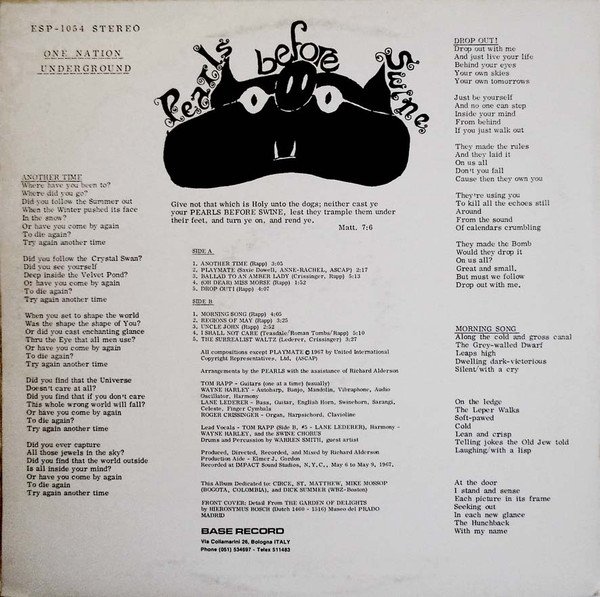 ESP-1054 STEREO
ONE NATION
UNDERGROUND
Pearls before Swine
Give not that which is Holy unto the dogs; neither cast ye
your PEARLS BEFORE SWINE, lest they trample them under
their feet, and turn ye on, and rend ye.
Matt. 7:6
ANOTHER TIME
Where have you been to?
Where did you go?
Did you follow the Summer out
When the Winter pushed its face
In the snow?
Or have you come by again
To die again?
Try again another time
Did you follow the Crystal Swan?
Did you see yourself
Deep inside the Velvet Pond?
Or have you come by again
To die again?
Try again another time
When you set to shape the world
Was the shape the shape of You?
Or did you cast enchanting glance
Thru the Eye that all men use?
Or have you come by again
To die again?
Try again another time
Did you find that the Universe
Doesn't care at all?
Did you find that if you don't care
This whole wrong world will fall?
Or have you come by again
To die again?
Try again another time
Did you ever capture
All those jewels in the sky?
Did you find that the world outside
Is all inside your mind?
Or have you come by again
To die again
Try again another time
SIDE A
1. ANOTHER TIME (Rapp) 3:05
2. PLAYMATE (Saxie Dowell, ANNE-RACHEL, ASCAP) 2:17
3. BALLAD TO AN AMBER LADY (Crissinger, Rapp) 5:13
4. (OH DEAR) MISS MORSE (Rapp) 1:52
5. DROP OUT! (Rapp) 4:07
SIDE B
1. MORNING SONG (Rapp) 4:05
2. REGIONS OF MAY (Rapp) 3:25
3. UNCLE JOHN (Rapp) 2:52
4. I SHALL NOT CARE (Teasdale/Roman Tombs/Rapp) 5:10
5. THE SURREALIST WALTZ (Lederer, Crissinger) 3:27
All compositions except PLAYMATE © 1967 by United International
Copyright Representatives, Ltd, (ASCAP)
Arrangements by the PEARLS with the assistance of Richard Alderson
TOM RAPP - Guitars (one at a time) (usually)
WAYNE HARLEY - Autoharp, Banjo, Mandolin, Vibraphone, Audio
Oscillator, Harmony
LANE LEDERER - Bass, Guitar, English Horn, Swinehorn, Sarangi,
Celeste, Finger Cymbals
ROGER CRISSINGER - Organ, Harpsichord, Clavioline
Lead Vocals - TOM RAPP (Side B, #5 - LANE LEDERER), Harmony -
WAYNE HARLEY, and the SWINE CHORUS
Drums and Percussion by WARREN SMITH, guest artist
Produced, Directed, Recorded, and Mixed by Richard Alderson
Production Aide - Elmer J. Gordon
Recorded at IMPACT Sound Studios, N.Y.C., May 6 to May 9, 1967.
This Album Dedicated to: CIRCE, ST, MATTHEW, MIKE MOSSOP
(BOGOTA, COLOMBIA), and DICK SUMMER (WBZ-Boston)
FRONT COVER: Detail From THE GARDEN OF DELIGHTS
by HIERONYMUS BOSCH (Dutch 1460 - 1516) Museo del PRADO
MADRID
BASE RECORD
Via Collamarini 26, Bologna ITALY
Phone (051) 534697 - Telex 511483
DROP OUT!
Drop out with me
And just live your life
Behind your eyes
Your own skies
Your own tomorrows
Just be yourself
And no one can step
Inside your mind
From behind
If you just walk out
They made the rules
And they laid it
On us all
Don't you fall
Cause then they own you
They're using you
To kill all the echoes still
Around
From the sound
Of calendars crumbling
They made the Bomb
Would they drop it
On us all?
Great and small,
But must we follow
Drop out with me,
MORNING SONG
Along the cold and gross canal
The Grey-walled Dwarf
Leaps high
Dwelling dark-victorious
Silent/with a cry
On the ledge
The Leper Walks
Soft-pawed
Cold
Lean and crisp
Telling jokes the Old Jew told
Laughing/with a lisp
At the door
I stand and sense
Each picture in its frame
Seeking out
In each new glance
The Hunchback
With my name